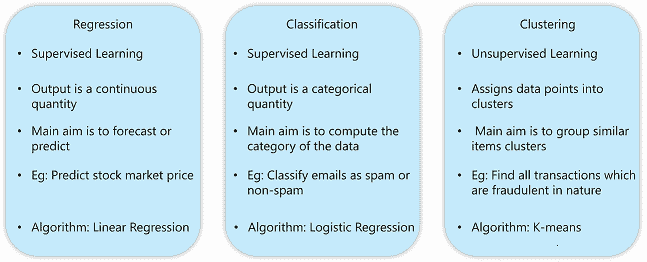 Regression
• Supervised Learning
• Output is a continuous
quantity
• Main aim is to forecast or
predict
• Eg: Predict stock market price
• Algorithm: Linear Regression
Classification
• Supervised Learning
• Output is a categorical
quantity
• Main aim is to compute the
category of the data
• Eg: Classify emails as spam or
non-spam
• Algorithm: Logistic Regression
Clustering
• Unsupervised Learning
• Assigns data points into
clusters
• Main aim is to group similar
items clusters
• Eg: Find all transactions which
are fraudulent in nature
• Algorithm: K-means